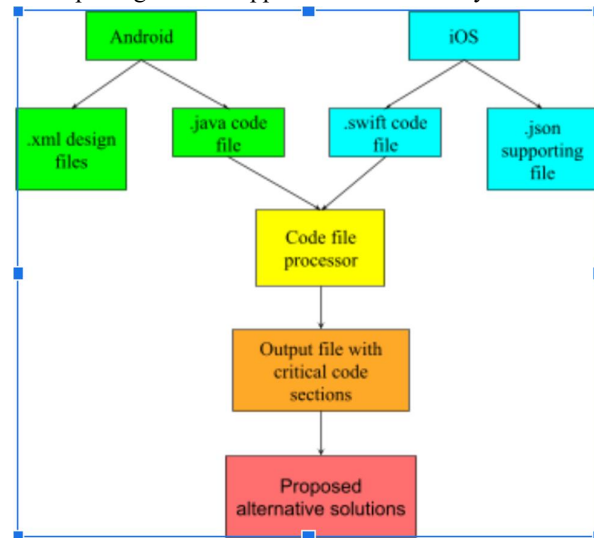 Android
iOS
.xml design
files
.java code
file
.swift code
file
.json
supporting
file
Code file
processor
Output file with
critical code
sections
Proposed
alternative solutions